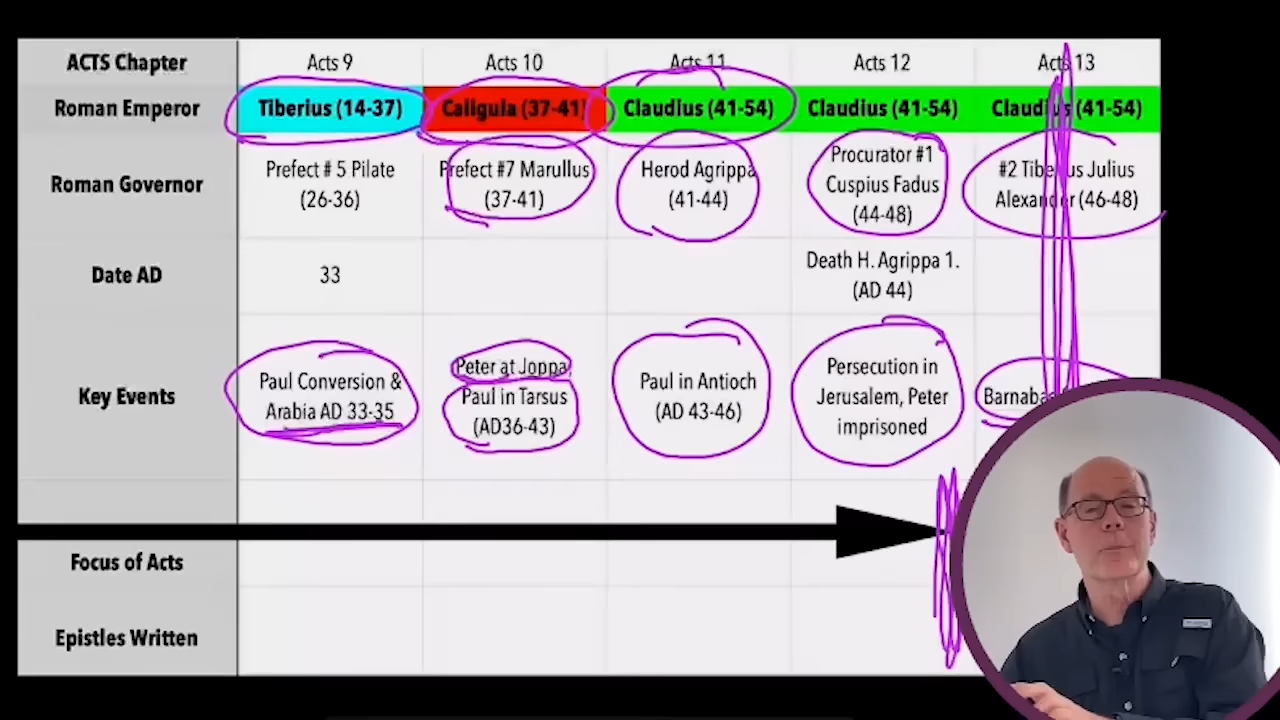 ACTS Chapter
Acts 9
Acts 10
Acts 11
Acts 12
Acts 13
Roman Emperor
Tiberius (14-37)
Caligula (37-41)
Claudius (41-54)
Claudius (41-54)
Claudius (41-54)
Roman Governor
Prefect # 5 Pilate
(26-36)
Prefect #7 Marullus
(37-41)
Herod Agrippa
(41-44)
Procurator #1
Cuspius Fadus
(44-48)
#2 Tiberius Julius
Alexander (46-48)
Date AD
33
Death H. Agrippa 1.
(AD 44)
Key Events
Paul Conversion &
Arabia AD 33-35
Peter at Joppa,
Paul in Tarsus
(AD36-43)
Paul in Antioch
(AD 43-46)
Persecution in
Jerusalem, Peter
imprisoned
Barnabas
Focus of Acts
Epistles Written